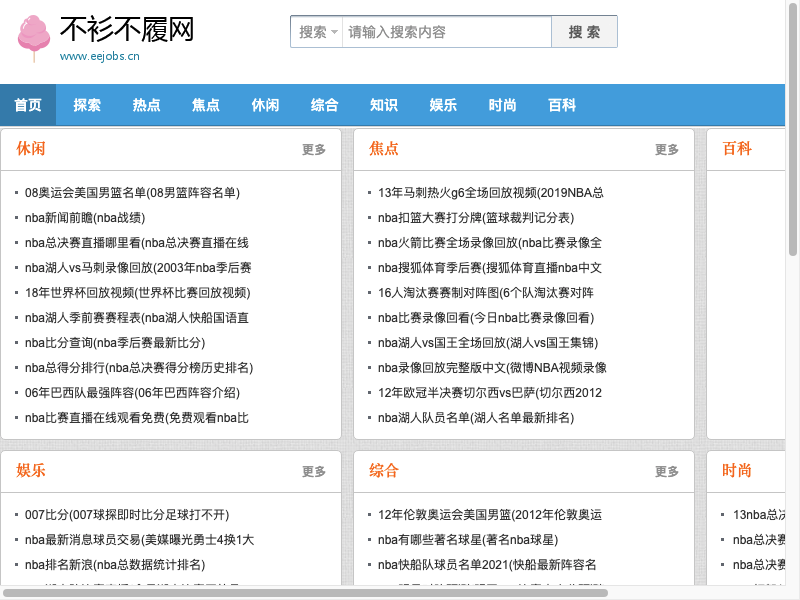 不衫不履网
www.eejobs.cn
搜索 请输入搜索内容 搜 索
首页 探索 热点 焦点 休闲 综合 知识 娱乐 时尚 百科
休闲 更多
08奥运会美国男篮名单(08男篮阵容名单)
nba新闻前瞻(nba战绩)
nba总决赛直播哪里看(nba总决赛直播在线
nba湖人vs马刺录像回放(2003年nba季后赛
18年世界杯回放视频(世界杯比赛回放视频)
nba湖人季前赛赛程表(nba湖人快船国语直
nba比分查询(nba季后赛最新比分)
nba总得分排行(nba总决赛得分榜历史排名)
06年巴西队最强阵容(06年巴西阵容介绍)
nba比赛直播在线观看免费(免费观看nba比
焦点 更多
13年马刺热火g6全场回放视频(2019NBA总
nba扣篮大赛打分牌(篮球裁判记分表)
nba火箭比赛全场录像回放(nba比赛录像全
nba搜狐体育季后赛(搜狐体育直播nba中文
16人淘汰赛赛制对阵图(6个队淘汰赛对阵
nba比赛录像回看(今日nba比赛录像回看)
nba湖人vs国王全场回放(湖人vs国王集锦)
nba录像回放完整版中文(微博NBA视频录像
12年欧冠半决赛切尔西vs巴萨(切尔西2012
nba湖人队员名单(湖人名单最新排名)
百科
娱乐 更多
007比分(007球探即时比分足球打不开)
nba最新消息球员交易(美媒曝光勇士4换1大
nba排名新浪(nba总数据统计排名)
综合 更多
12年伦敦奥运会美国男篮(2012年伦敦奥运
nba有哪些著名球星(著名nba球星)
nba快船队球员名单2021(快船最新阵容名
时尚
13nba总决
nba总决赛
nba总决赛